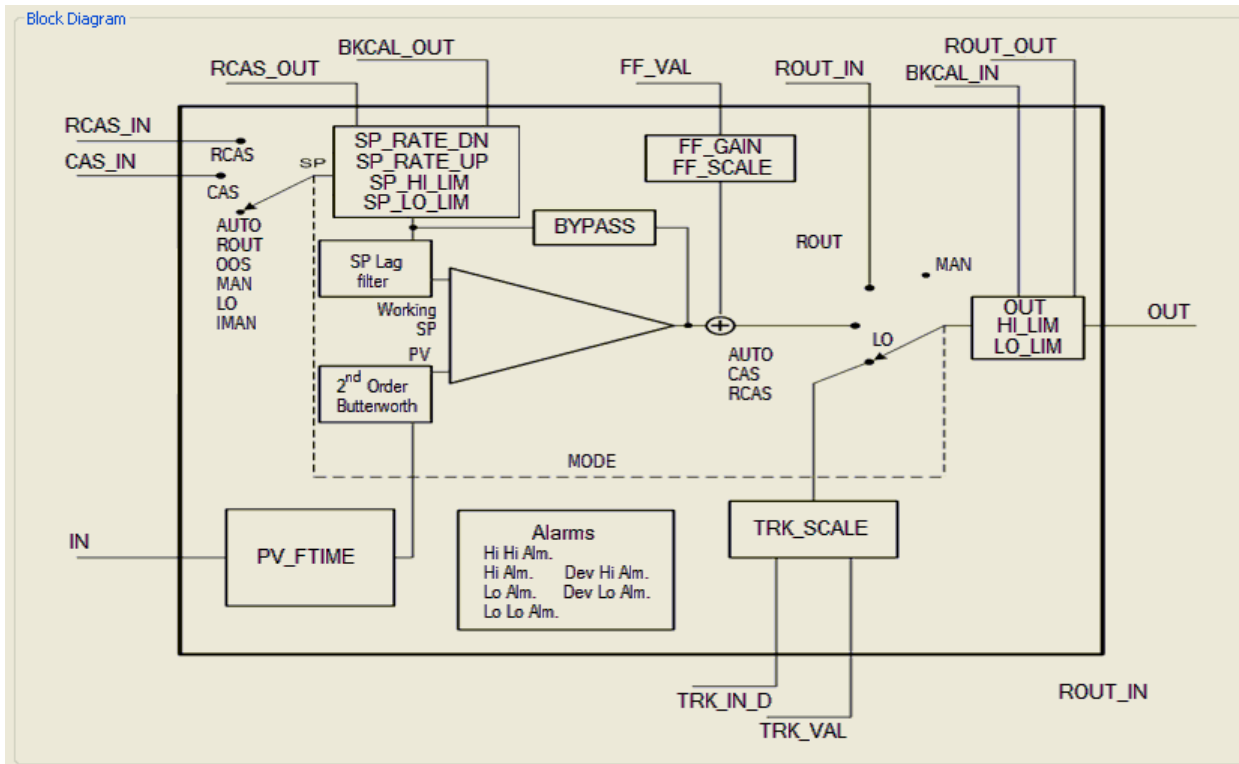 Block Diagram
BKCAL_OUT
ROUT_OUT
RCAS_OUT
FF_VAL
ROUT_IN
BKCAL_IN
RCAS_IN
RCAS
CAS_IN
CAS
SP
SP_RATE_DN
SP_RATE_UP
SP_HI_LIM
SP_LO_LIM
FF_GAIN
FF_SCALE
AUTO
ROUT
OOS
MAN
LO
IMAN
BYPASS
SP Lag
filter
Working
SP
PV
2nd Order
Butterworth
ROUT
MAN
LO
AUTO
CAS
RCAS
OUT
HI_LIM
LO_LIM
OUT
MODE
IN
PV_FTIME
Alarms
Hi Hi Alm.
Hi Alm. Dev Hi Alm.
Lo Alm. Dev Lo Alm.
Lo Lo Alm.
TRK_SCALE
TRK_IN_D
TRK_VAL
ROUT_IN